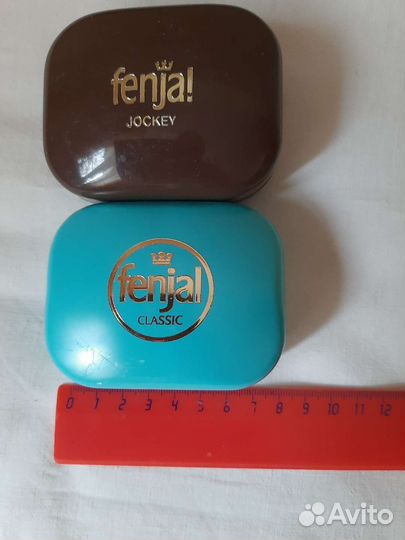 fenja!
JOCKEY
fenjal
CLASSIC
0 1 2 3 4 5 6 7 8 9 10 11 12
Avito